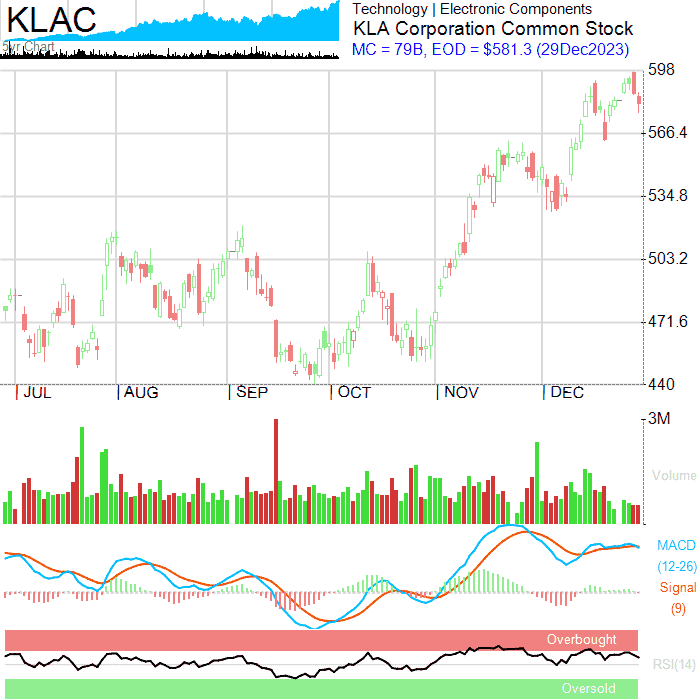 KLAC
5yr Chart
Technology | Electronic Components
KLA Corporation Common Stock
MC = 79B, EOD = $581.3 (29Dec2023)
598
566.4
534.8
503.2
471.6
440
JUL AUG SEP OCT NOV DEC
3M
Volume
MACD
(12-26)
Signal
(9)
Overbought
RSI(14)
Oversold